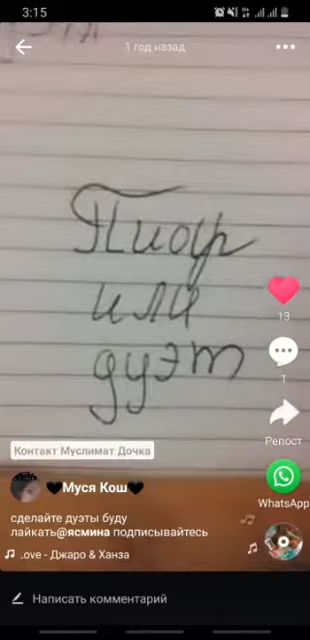 3:15
1 год назад
Пиар
или
дуэт
13
1
Репост
WhatsApp
Контакт Муслимат Дочка
🖤Муся Кош🖤
сделайте дуэты буду
лайкать@ясмина подписывайтесь
.ove - Джаро & Ханза
Написать комментарий